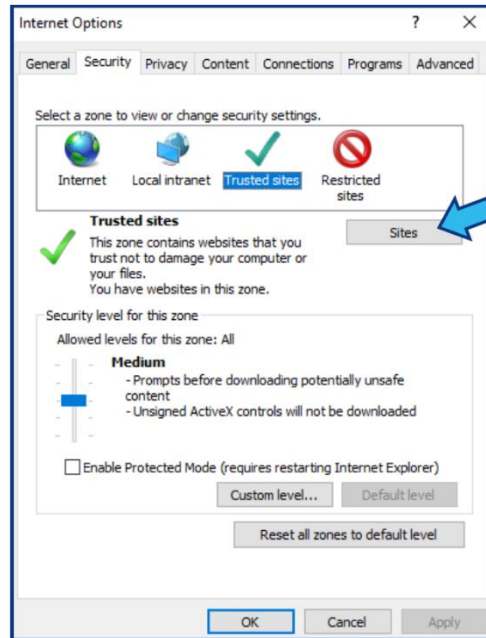 Internet Options ? ×
General Security Privacy Content Connections Programs Advanced
Select a zone to view or change security settings.
Internet Local intranet Trusted sites Restricted
sites
Trusted sites
Sites
This zone contains websites that you
trust not to damage your computer or
your files.
You have websites in this zone.
Security level for this zone
Allowed levels for this zone: All
Medium
- Prompts before downloading potentially unsafe
content
- Unsigned ActiveX controls will not be downloaded
Enable Protected Mode (requires restarting Internet Explorer)
Custom level... Default level
Reset all zones to default level
OK Cancel Apply